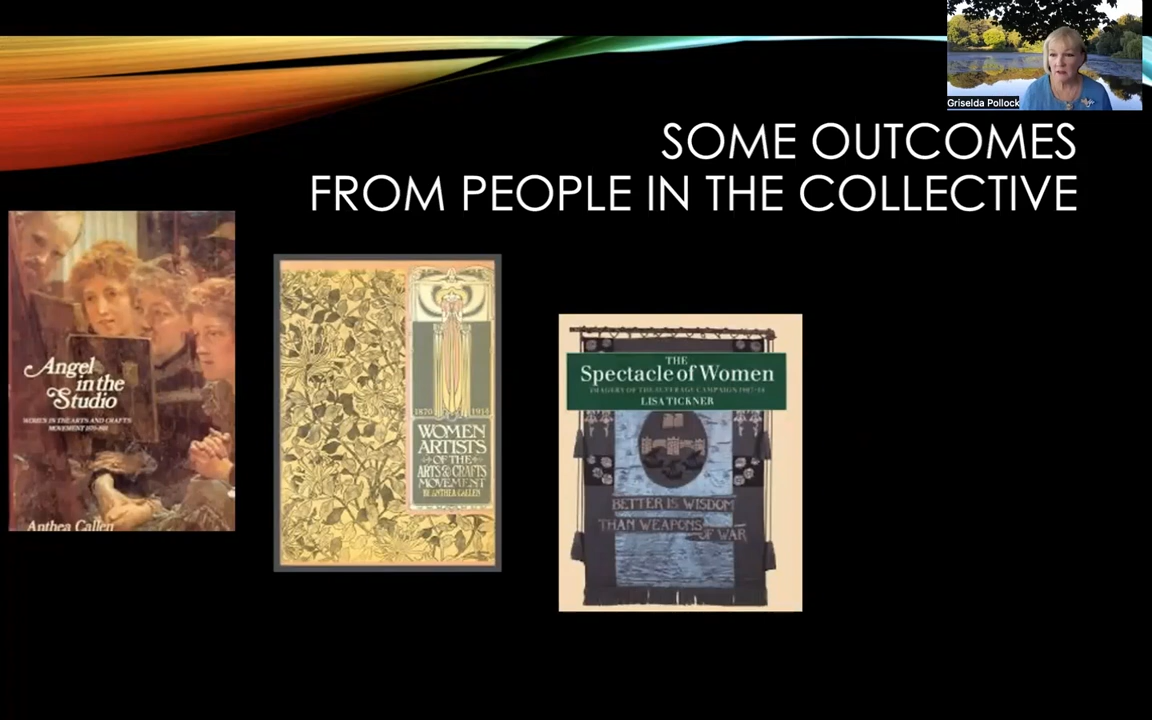 Griselda Pollock
SOME OUTCOMES
FROM PEOPLE IN THE COLLECTIVE
Angel
in the
Studio
WOMEN IN THE ARTS AND CRAFTS
MOVEMENT 1870-1914
Anthea Callen
1870 1914
WOMEN
ARTISTS
OF THE
ARTS & CRAFTS
MOVEMENT
BY ANTHEA CALLEN
THE
Spectacle of Women
IMAGERY OF THE SUFFRAGE CAMPAIGN 1907-14
LISA TICKNER
BETTER IS WISDOM
THAN WEAPONS
OF WAR